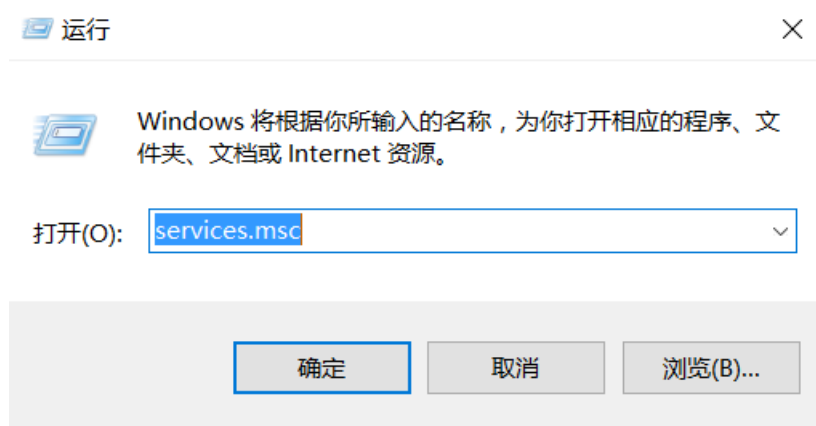 运行
Windows 将根据你所输入的名称，为你打开相应的程序、文
件夹、文档或 Internet 资源。
打开(O):
services.msc
确定
取消
浏览(B)...